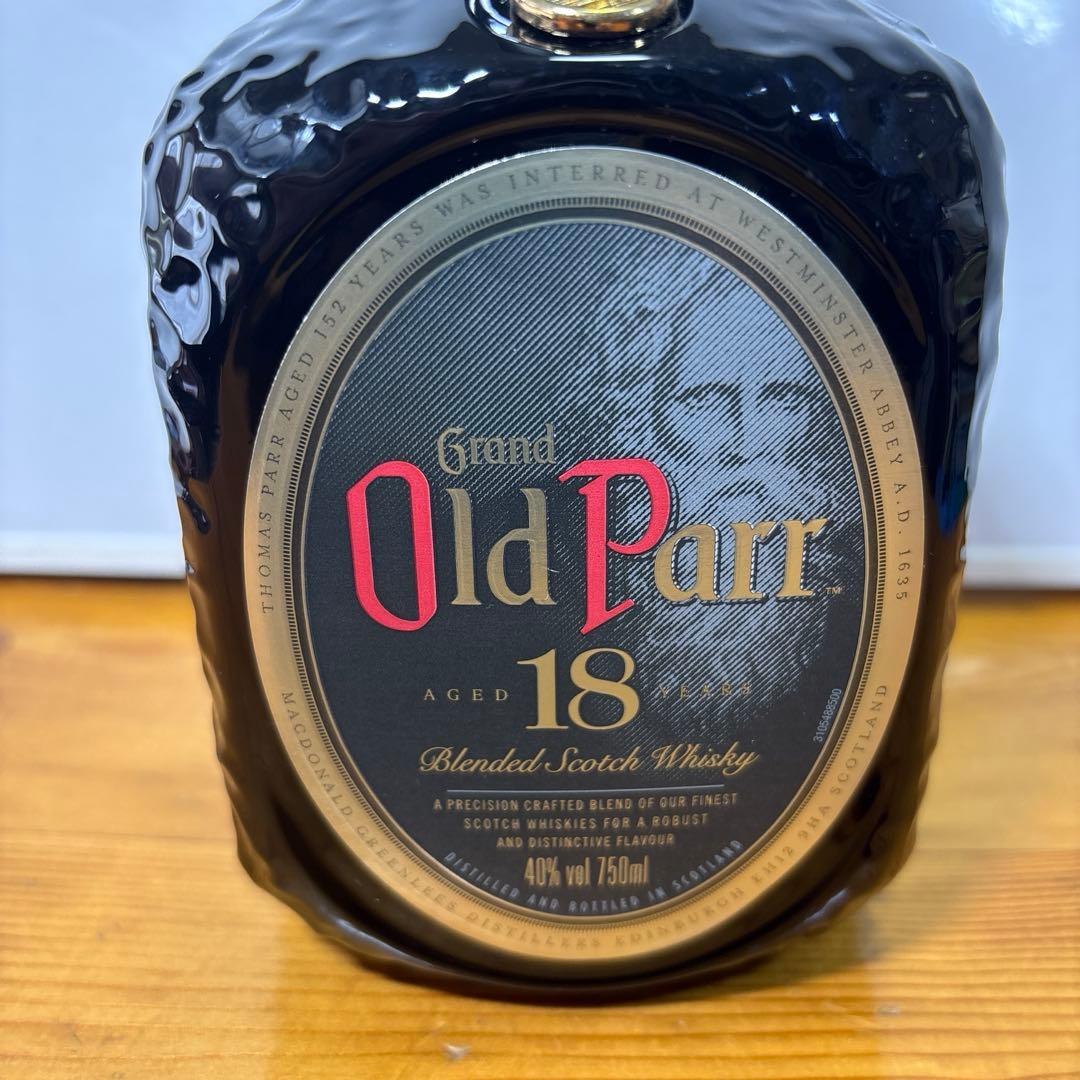 THOMAS PARR AGED 152 YEARS WAS INTERRED AT WESTMINSTER ABBEY A.D. 1635
Grand
Old Parr™
AGED 18 YEARS
3105488500
Blended Scotch Whisky
A PRECISION CRAFTED BLEND OF OUR FINEST
SCOTCH WHISKIES FOR A ROBUST
AND DISTINCTIVE FLAVOUR
40% vol 750ml
DISTILLED AND BOTTLED IN SCOTLAND
MACDONALD GREENLEES DISTILLERS EDINBURGH EH12 9HA SCOTLAND